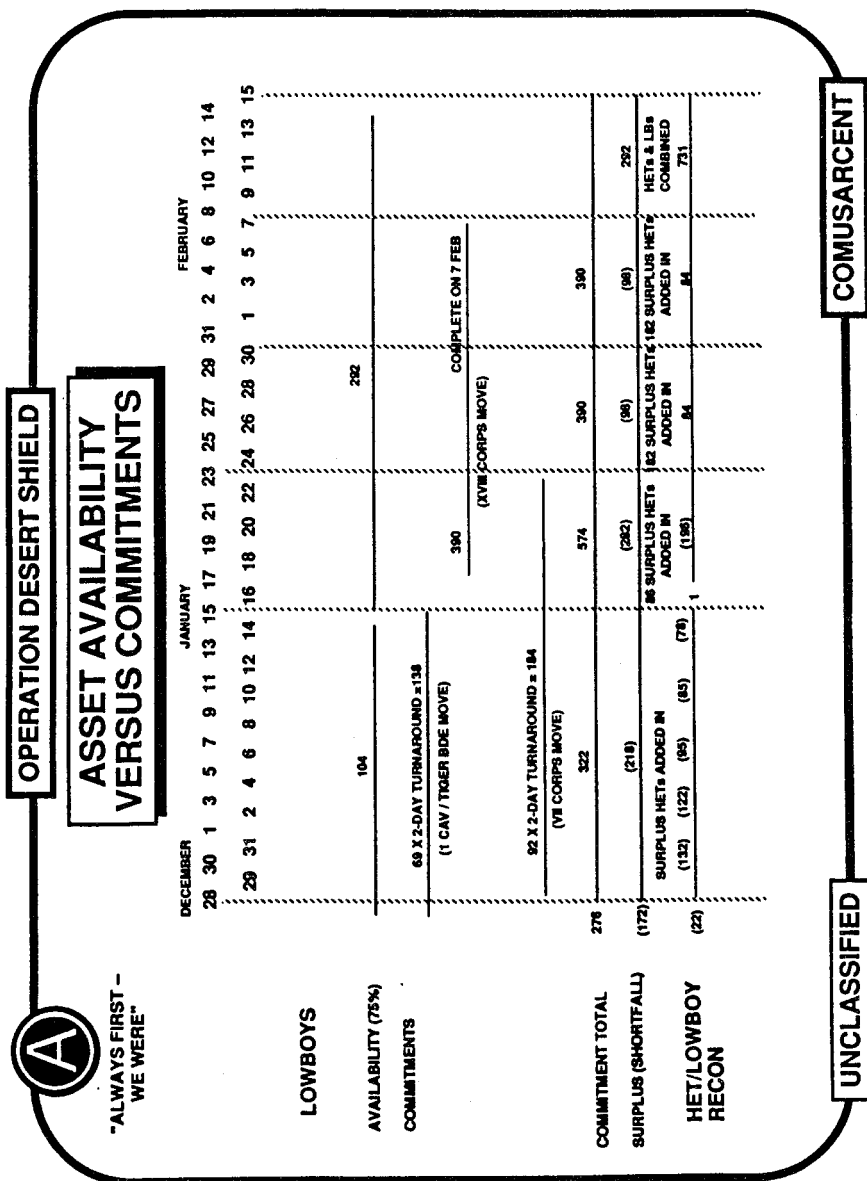 OPERATION DESERT SHIELD
"ALWAYS FIRST –
WE WERE"
A
ASSET AVAILABILITY
VERSUS COMMITMENTS
DECEMBER JANUARY FEBRUARY
28 30 1 3 5 7 9 11 13 15 17 19 21 23 25 27 29 31 2 4 6 8 10 12 14
29 31 2 4 6 8 10 12 14 16 18 20 22 24 26 28 30 1 3 5 7 9 11 13 15
LOWBOYS
AVAILABILITY (75%) 104 292
COMMITMENTS
69 X 2-DAY TURNAROUND =138
(1 CAV / TIGER BDE MOVE)
390 COMPLETE ON 7 FEB
(XVIII CORPS MOVE)
92 X 2-DAY TURNAROUND = 184
(VII CORPS MOVE)
COMMITMENT TOTAL 276 322 574 390 390
SURPLUS (SHORTFALL) (172) (218) (282) (98) (98) 292
SURPLUS HETs ADDED IN
86 SURPLUS HETs
ADDED IN
182 SURPLUS HETs
ADDED IN
182 SURPLUS HETs
ADDED IN
HETs & LBs
COMBINED
HET/LOWBOY
RECON
(22) (132) (122) (95) (85) (78) 1 (196) 84 84 731
UNCLASSIFIED
COMUSARCENT